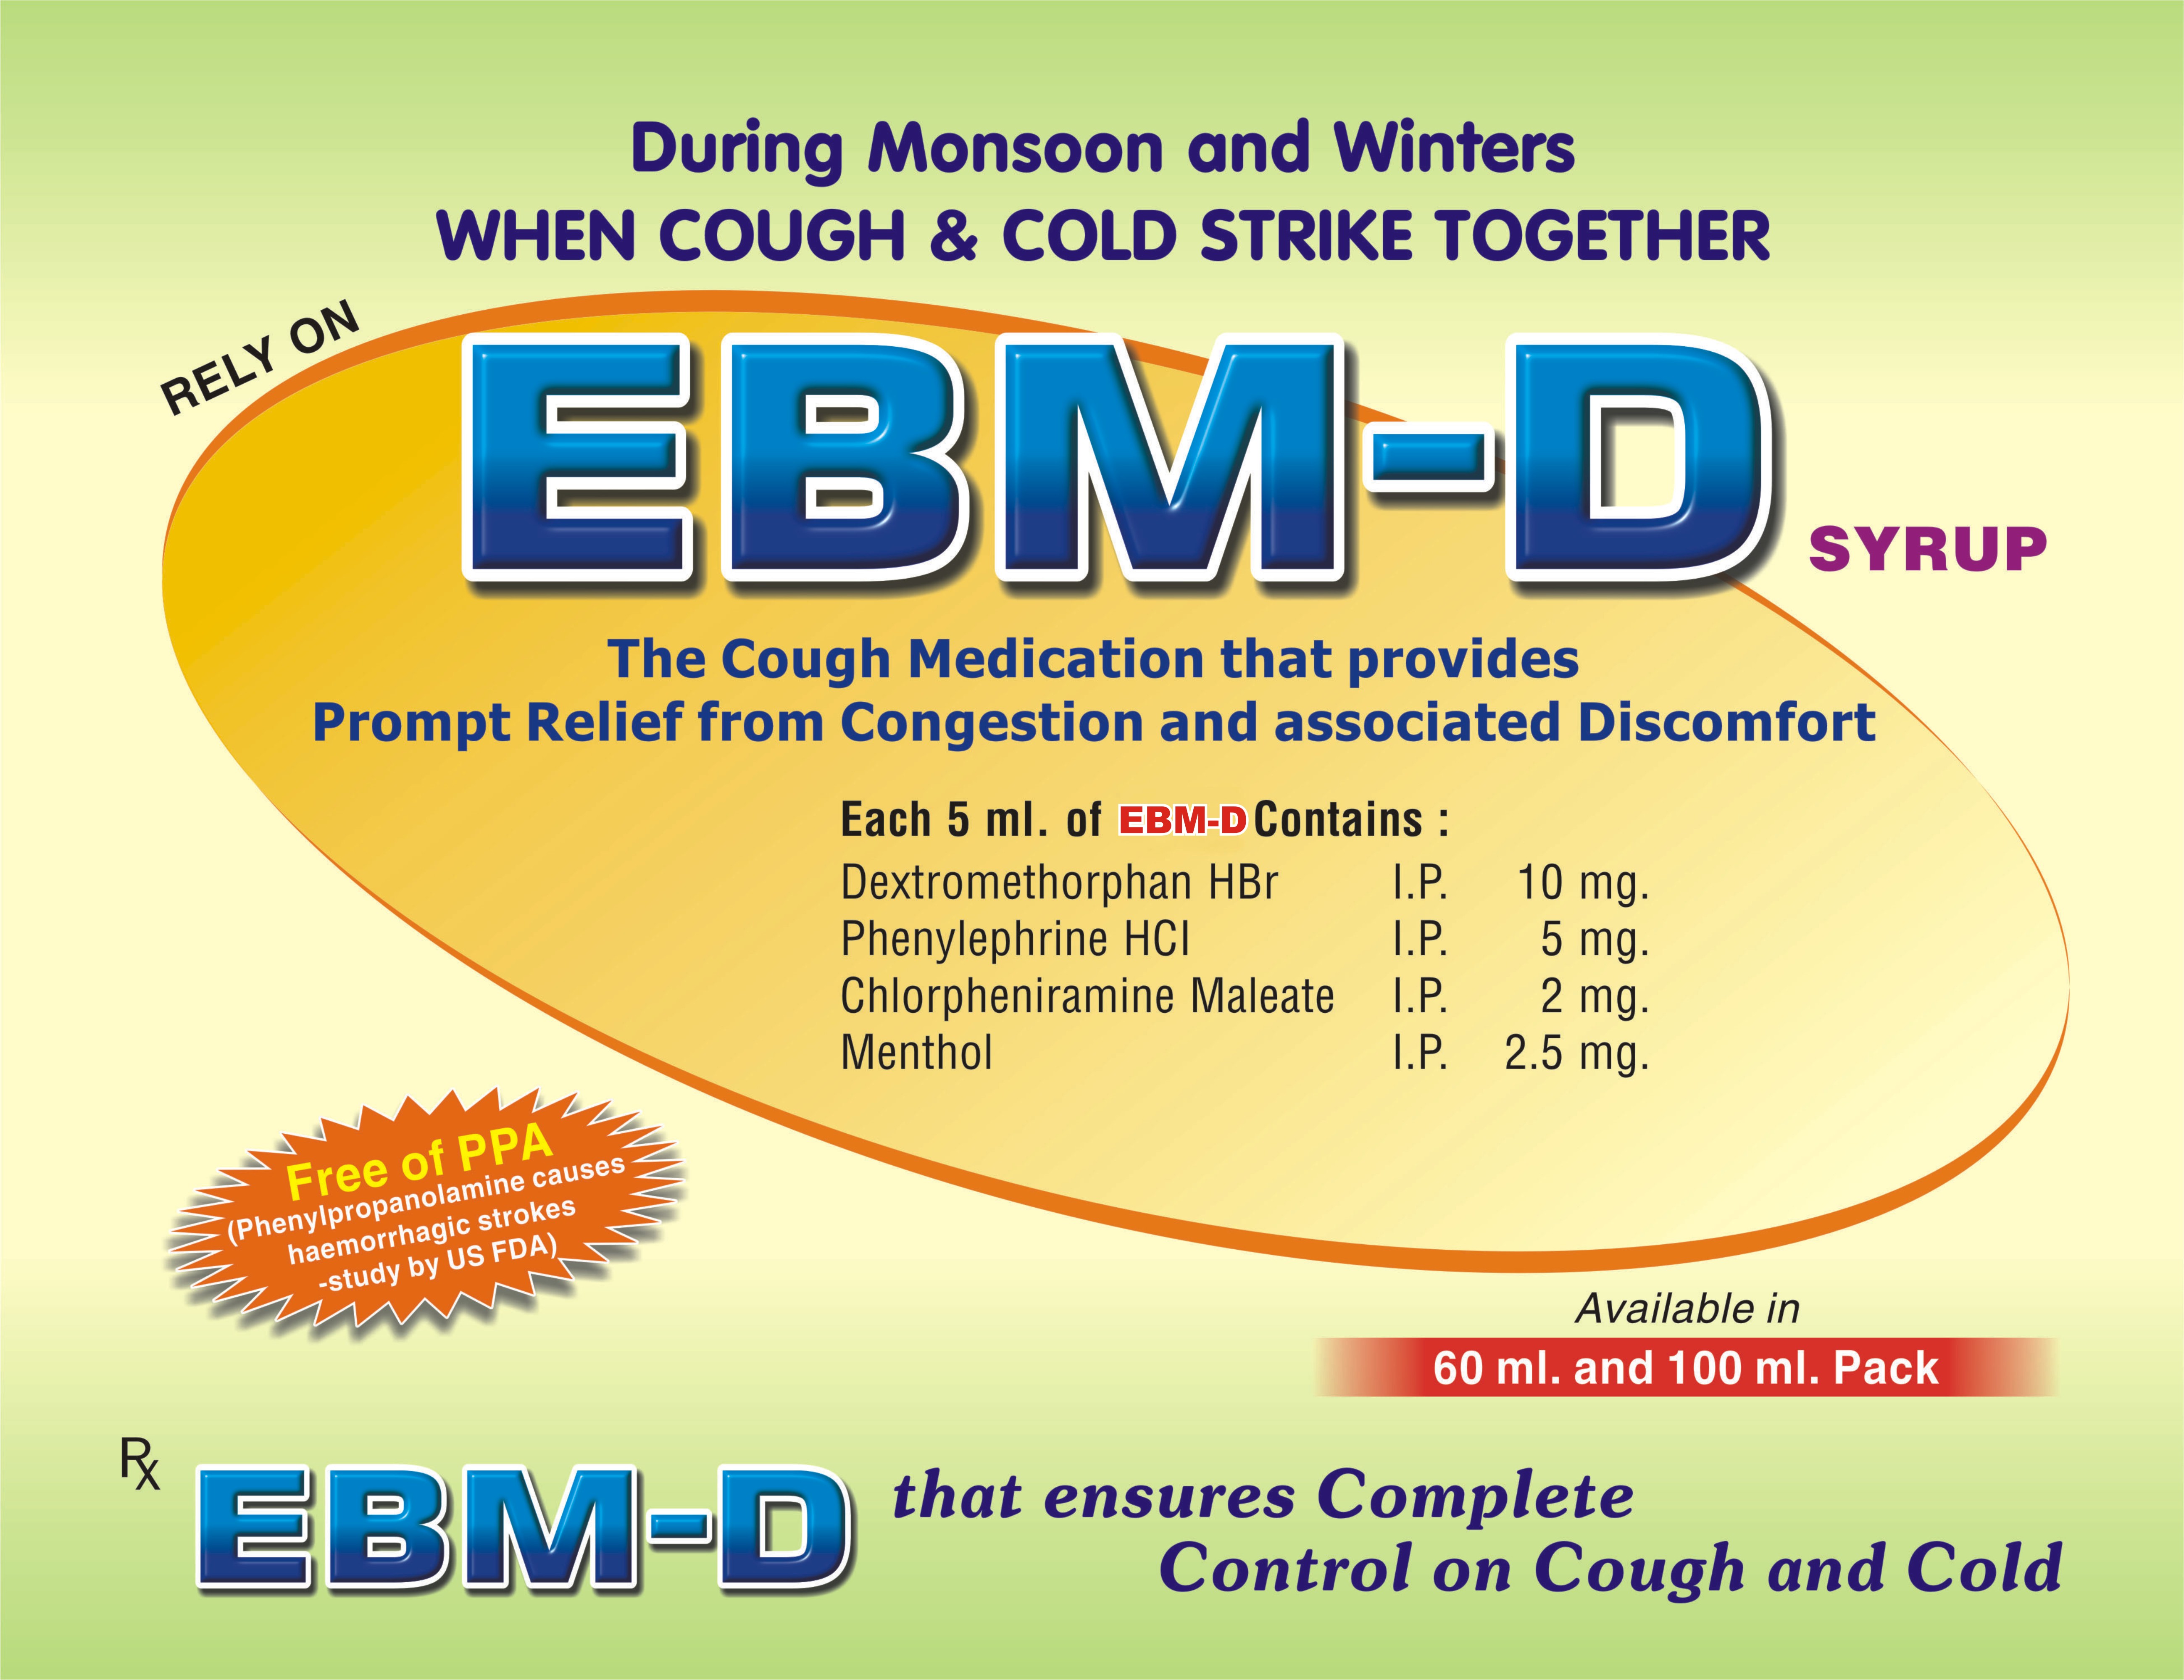 During Monsoon and Winters
WHEN COUGH & COLD STRIKE TOGETHER
RELY ON
EBM-D
SYRUP
The Cough Medication that provides
Prompt Relief from Congestion and associated Discomfort
Each 5 ml. of EBM-D Contains :
Dextromethorphan HBr I.P. 10 mg.
Phenylephrine HCl I.P. 5 mg.
Chlorpheniramine Maleate I.P. 2 mg.
Menthol I.P. 2.5 mg.
Free of PPA
(Phenylpropanolamine causes
haemorrhagic strokes
-study by US FDA)
Available in
60 ml. and 100 ml. Pack
℞
EBM-D that ensures Complete
Control on Cough and Cold